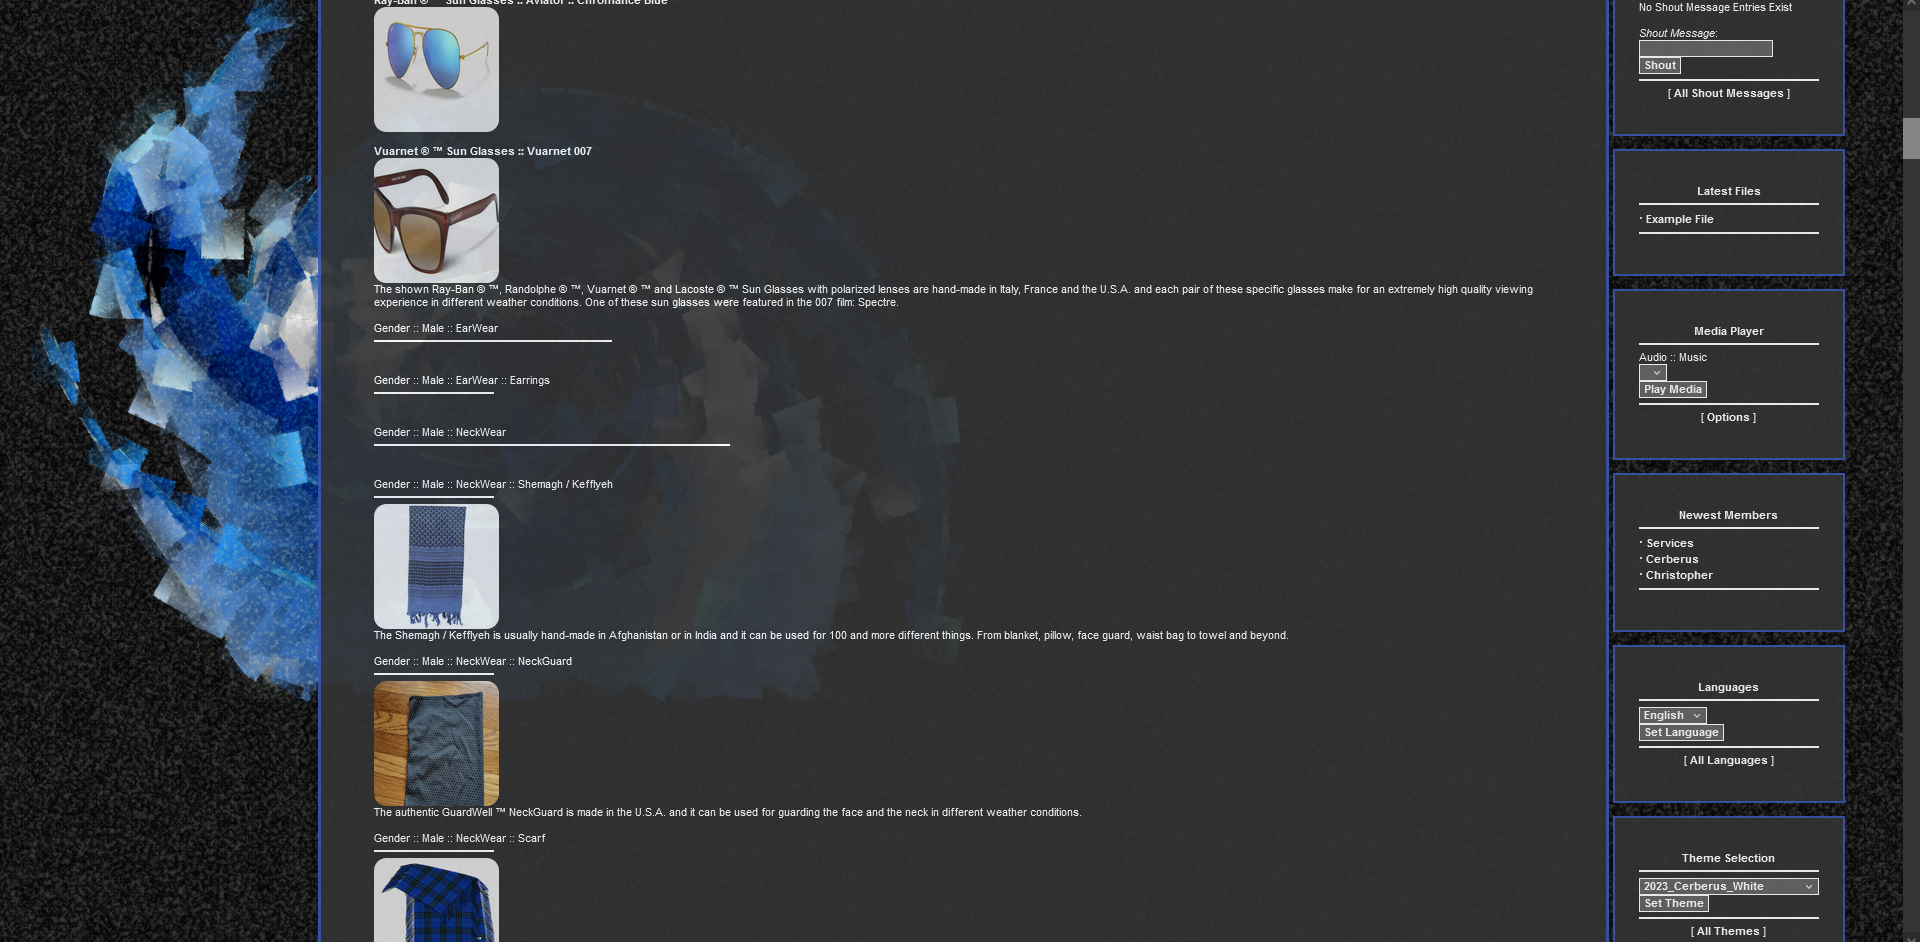 Ray-Ban ® ™ Sun Glasses :: Aviator :: Chromance Blue
Vuarnet ® ™ Sun Glasses :: Vuarnet 007
The shown Ray-Ban ® ™, Randolphe ® ™, Vuarnet ® ™ and Lacoste ® ™ Sun Glasses with polarized lenses are hand-made in Italy, France and the U.S.A. and each pair of these specific glasses make for an extremely high quality viewing
experience in different weather conditions. One of these sun glasses were featured in the 007 film: Spectre.
Gender :: Male :: EarWear
Gender :: Male :: EarWear :: Earrings
Gender :: Male :: NeckWear
Gender :: Male :: NeckWear :: Shemagh / Kefflyeh
The Shemagh / Kefflyeh is usually hand-made in Afghanistan or in India and it can be used for 100 and more different things. From blanket, pillow, face guard, waist bag to towel and beyond.
Gender :: Male :: NeckWear :: NeckGuard
The authentic GuardWell ™ NeckGuard is made in the U.S.A. and it can be used for guarding the face and the neck in different weather conditions.
Gender :: Male :: NeckWear :: Scarf
No Shout Message Entries Exist
Shout Message:
Shout
[ All Shout Messages ]
Latest Files
· Example File
Media Player
Audio :: Music
Play Media
[ Options ]
Newest Members
· Services
· Cerberus
· Christopher
Languages
English
Set Language
[ All Languages ]
Theme Selection
2023_Cerberus_White
Set Theme
[ All Themes ]